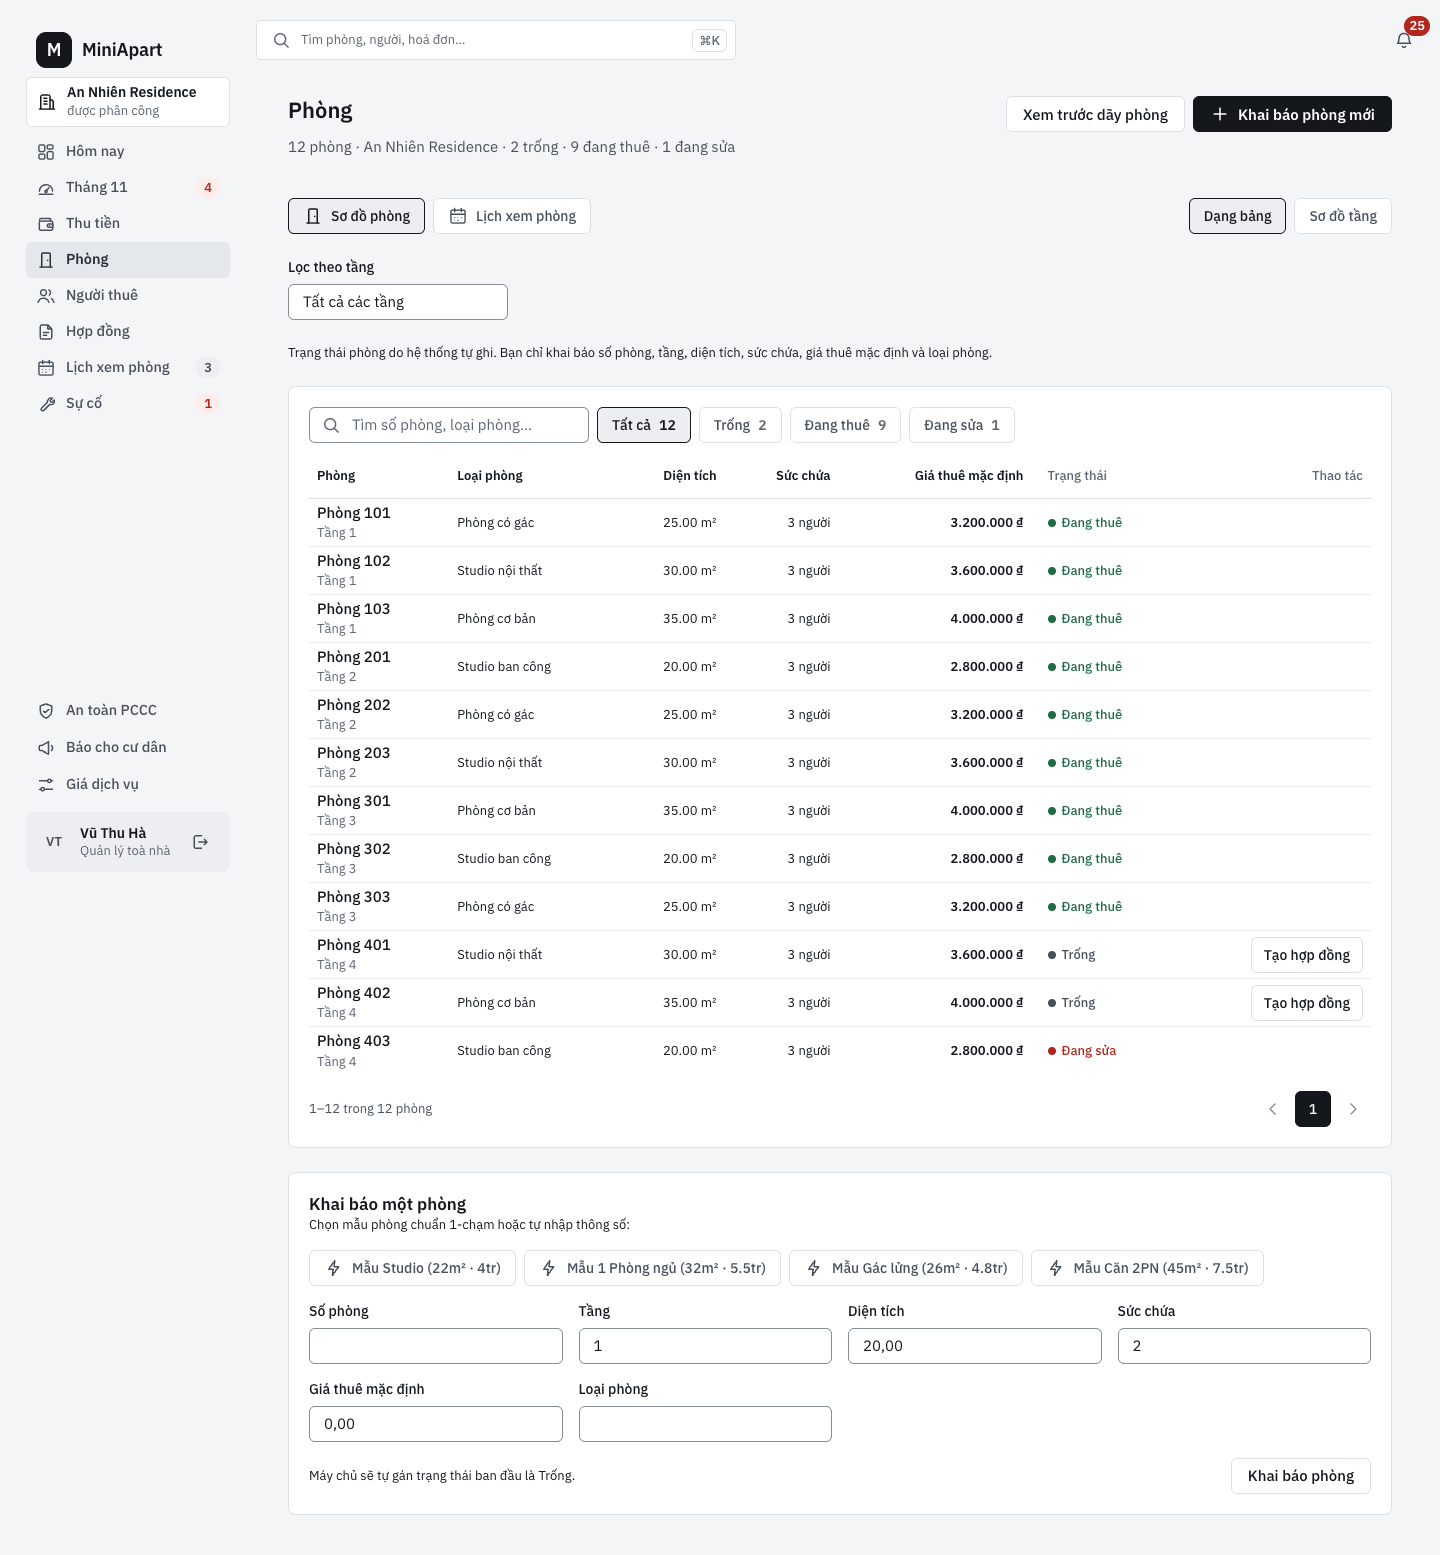 M MiniApart
Tìm phòng, người, hoá đơn... ⌘K
25
An Nhiên Residence
được phân công
Hôm nay
Tháng 11 4
Thu tiền
Phòng
Người thuê
Hợp đồng
Lịch xem phòng 3
Sự cố 1
An toàn PCCC
Báo cho cư dân
Giá dịch vụ
VT
Vũ Thu Hà
Quản lý toà nhà
Phòng
12 phòng · An Nhiên Residence · 2 trống · 9 đang thuê · 1 đang sửa
Xem trước dãy phòng
Khai báo phòng mới
Sơ đồ phòng
Lịch xem phòng
Dạng bảng
Sơ đồ tầng
Lọc theo tầng
Tất cả các tầng
Trạng thái phòng do hệ thống tự ghi. Bạn chỉ khai báo số phòng, tầng, diện tích, sức chứa, giá thuê mặc định và loại phòng.
Tìm số phòng, loại phòng...
Tất cả 12
Trống 2
Đang thuê 9
Đang sửa 1
Phòng Loại phòng Diện tích Sức chứa Giá thuê mặc định Trạng thái Thao tác
Phòng 101
Tầng 1
Phòng có gác 25.00 m² 3 người 3.200.000 ₫ Đang thuê
Phòng 102
Tầng 1
Studio nội thất 30.00 m² 3 người 3.600.000 ₫ Đang thuê
Phòng 103
Tầng 1
Phòng cơ bản 35.00 m² 3 người 4.000.000 ₫ Đang thuê
Phòng 201
Tầng 2
Studio ban công 20.00 m² 3 người 2.800.000 ₫ Đang thuê
Phòng 202
Tầng 2
Phòng có gác 25.00 m² 3 người 3.200.000 ₫ Đang thuê
Phòng 203
Tầng 2
Studio nội thất 30.00 m² 3 người 3.600.000 ₫ Đang thuê
Phòng 301
Tầng 3
Phòng cơ bản 35.00 m² 3 người 4.000.000 ₫ Đang thuê
Phòng 302
Tầng 3
Studio ban công 20.00 m² 3 người 2.800.000 ₫ Đang thuê
Phòng 303
Tầng 3
Phòng có gác 25.00 m² 3 người 3.200.000 ₫ Đang thuê
Phòng 401
Tầng 4
Studio nội thất 30.00 m² 3 người 3.600.000 ₫ Trống Tạo hợp đồng
Phòng 402
Tầng 4
Phòng cơ bản 35.00 m² 3 người 4.000.000 ₫ Trống Tạo hợp đồng
Phòng 403
Tầng 4
Studio ban công 20.00 m² 3 người 2.800.000 ₫ Đang sửa
1–12 trong 12 phòng
1
Khai báo một phòng
Chọn mẫu phòng chuẩn 1-chạm hoặc tự nhập thông số:
Mẫu Studio (22m² · 4tr)
Mẫu 1 Phòng ngủ (32m² · 5.5tr)
Mẫu Gác lửng (26m² · 4.8tr)
Mẫu Căn 2PN (45m² · 7.5tr)
Số phòng Tầng Diện tích Sức chứa
1 20,00 2
Giá thuê mặc định Loại phòng
0,00
Máy chủ sẽ tự gán trạng thái ban đầu là Trống.
Khai báo phòng